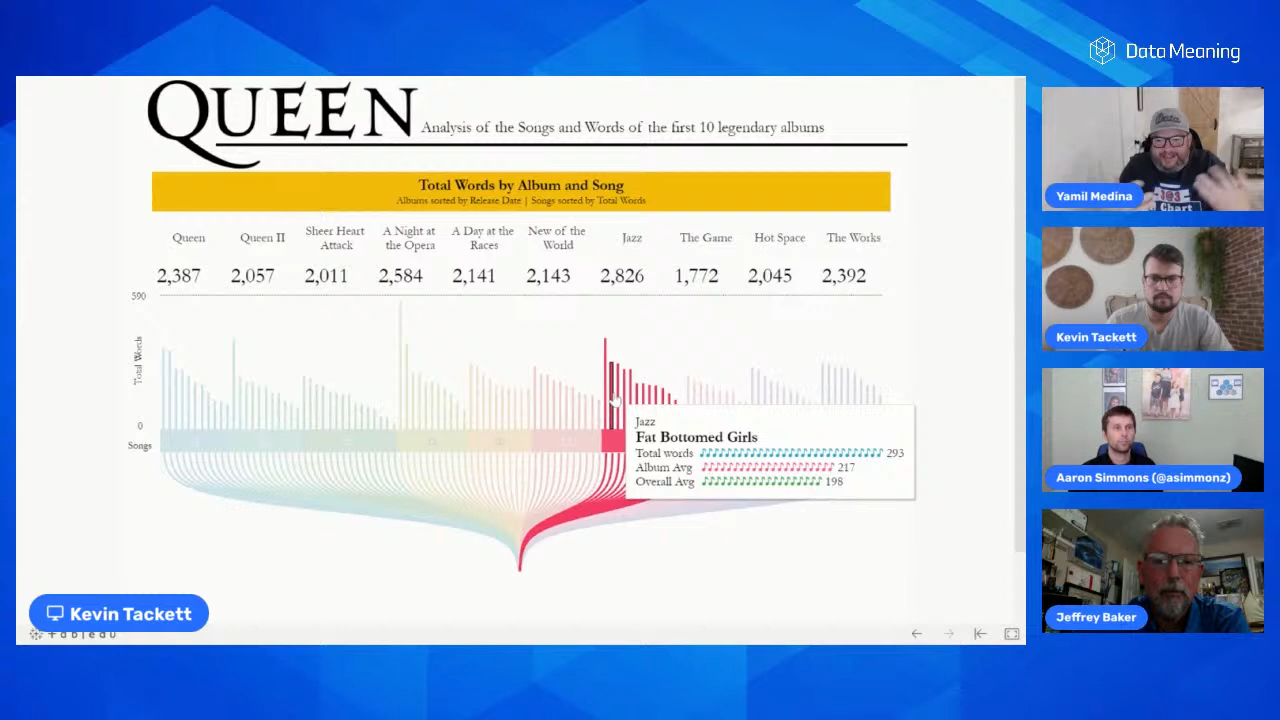 Data Meaning
QUEEN
Analysis of the Songs and Words of the first 10 legendary albums
Total Words by Album and Song
Albums sorted by Release Date | Songs sorted by Total Words
Queen
Queen II
Sheer Heart
Attack
A Night at
the Opera
A Day at the
Races
New of the
World
Jazz
The Game
Hot Space
The Works
2,387 2,057 2,011 2,584 2,141 2,143 2,826 1,772 2,045 2,392
590
Total Words
0
Songs
Jazz
Fat Bottomed Girls
Total words 293
Album Avg 217
Overall Avg 198
Kevin Tackett
tableau
Yamil Medina
Kevin Tackett
Aaron Simmons (@asimmonz)
Jeffrey Baker